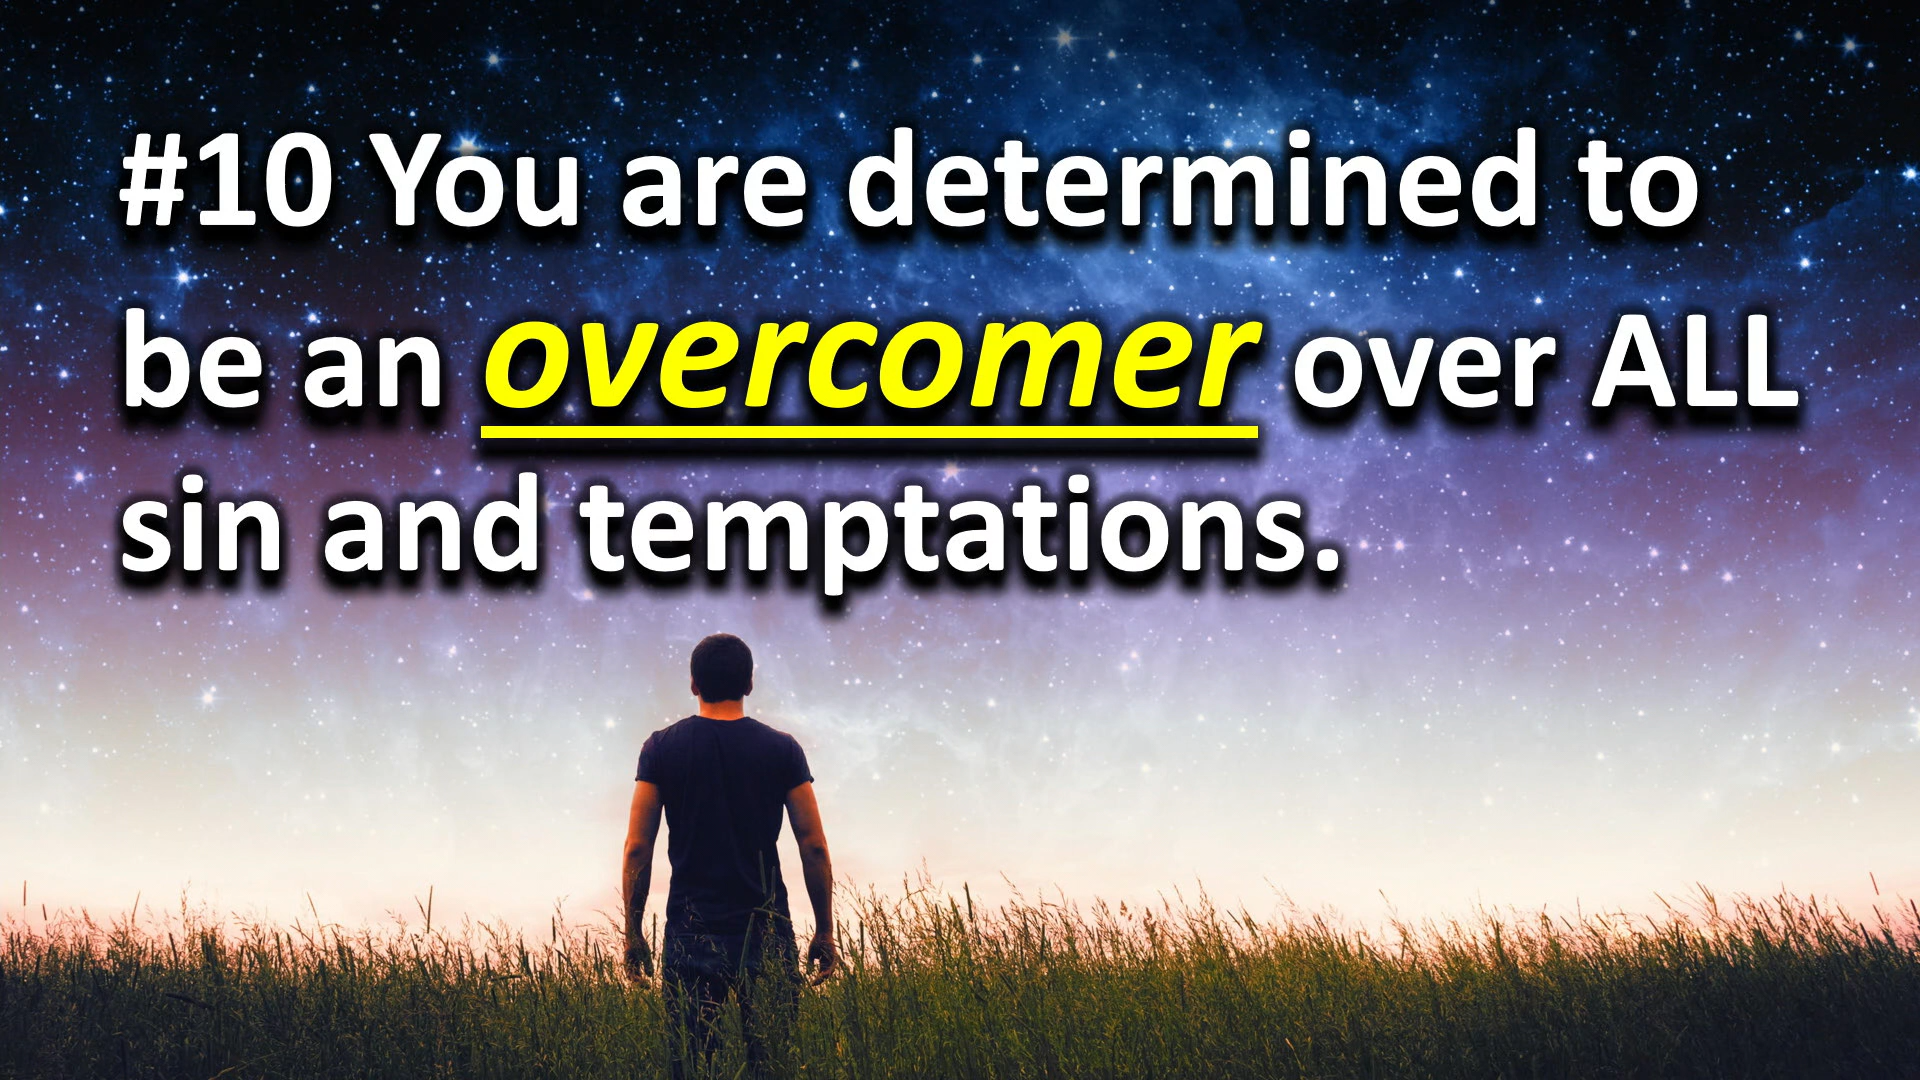 #10 You are determined to
be an overcomer over ALL
sin and temptations.